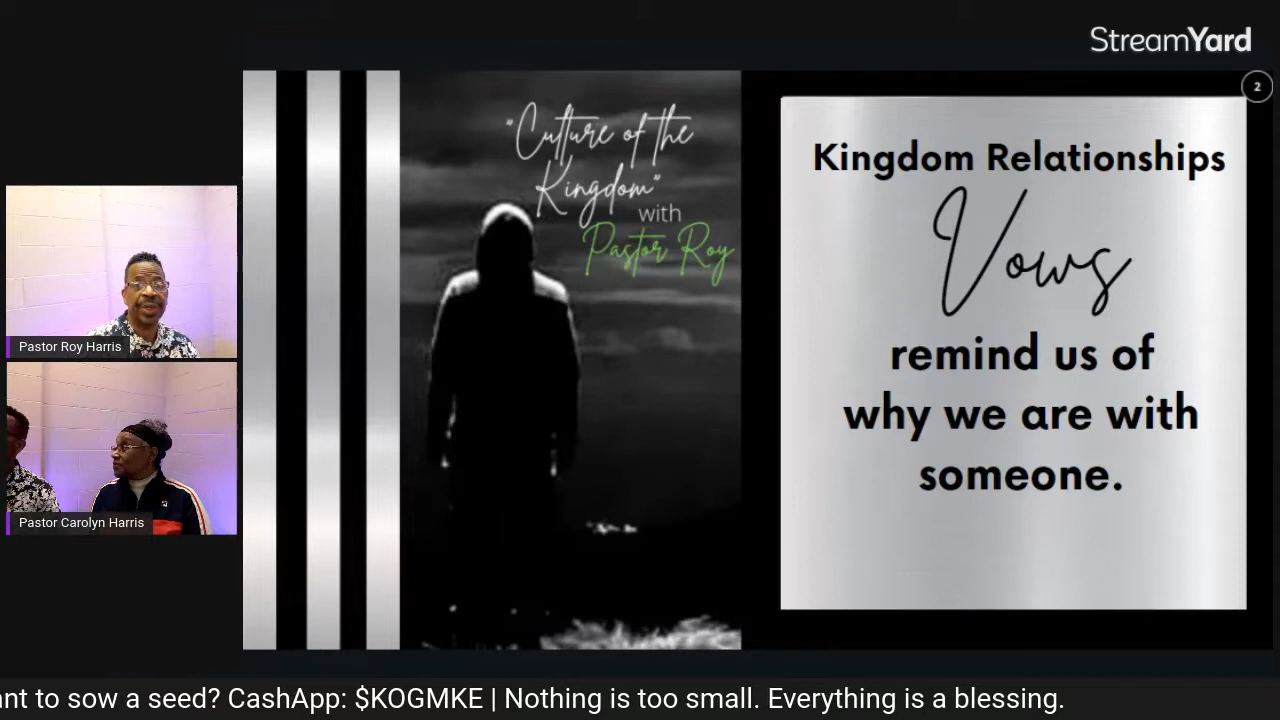 StreamYard
2
"Culture of the
Kingdom"
with
Pastor Roy
Kingdom Relationships
Vows
remind us of
why we are with
someone.
Pastor Roy Harris
Pastor Carolyn Harris
to sow a seed? CashApp: $KOGMKE | Nothing is too small. Everything is a blessing.